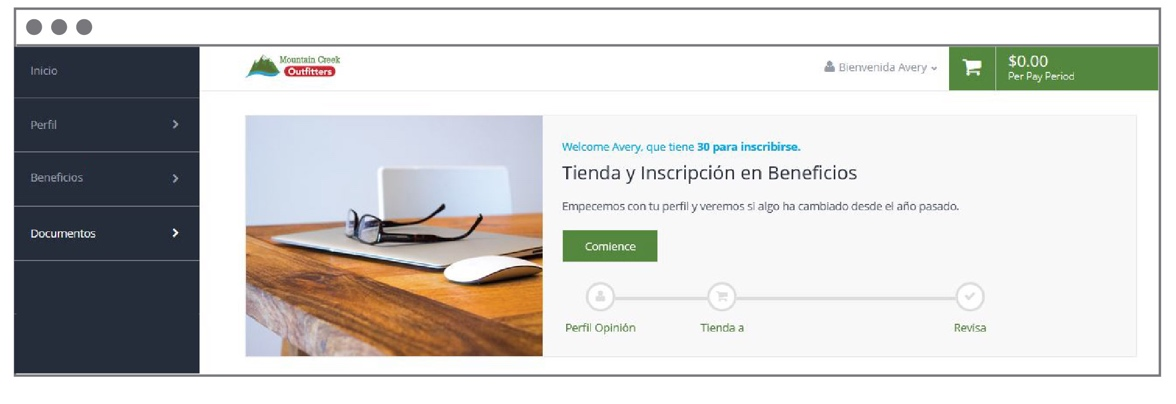 Inicio
Perfil
Beneficios
Documentos
Mountain Creek
Outfitters
Bienvenida Avery
$0.00
Per Pay Period
Welcome Avery, que tiene 30 para inscribirse.
Tienda y Inscripción en Beneficios
Empecemos con tu perfil y veremos si algo ha cambiado desde el año pasado.
Comience
Perfil Opinión
Tienda a
Revisa